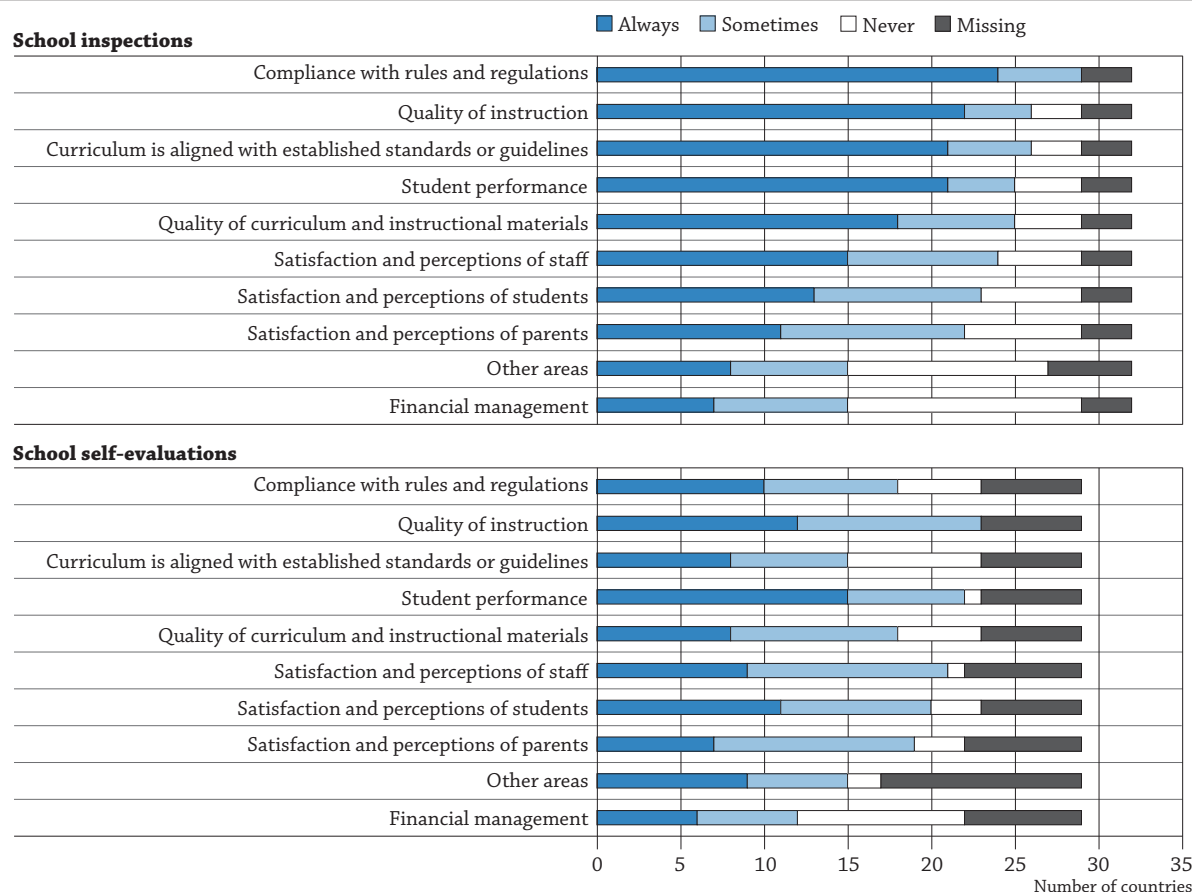 Always Sometimes Never Missing
School inspections
Compliance with rules and regulations
Quality of instruction
Curriculum is aligned with established standards or guidelines
Student performance
Quality of curriculum and instructional materials
Satisfaction and perceptions of staff
Satisfaction and perceptions of students
Satisfaction and perceptions of parents
Other areas
Financial management
School self-evaluations
Compliance with rules and regulations
Quality of instruction
Curriculum is aligned with established standards or guidelines
Student performance
Quality of curriculum and instructional materials
Satisfaction and perceptions of staff
Satisfaction and perceptions of students
Satisfaction and perceptions of parents
Other areas
Financial management
0 5 10 15 20 25 30 35
Number of countries